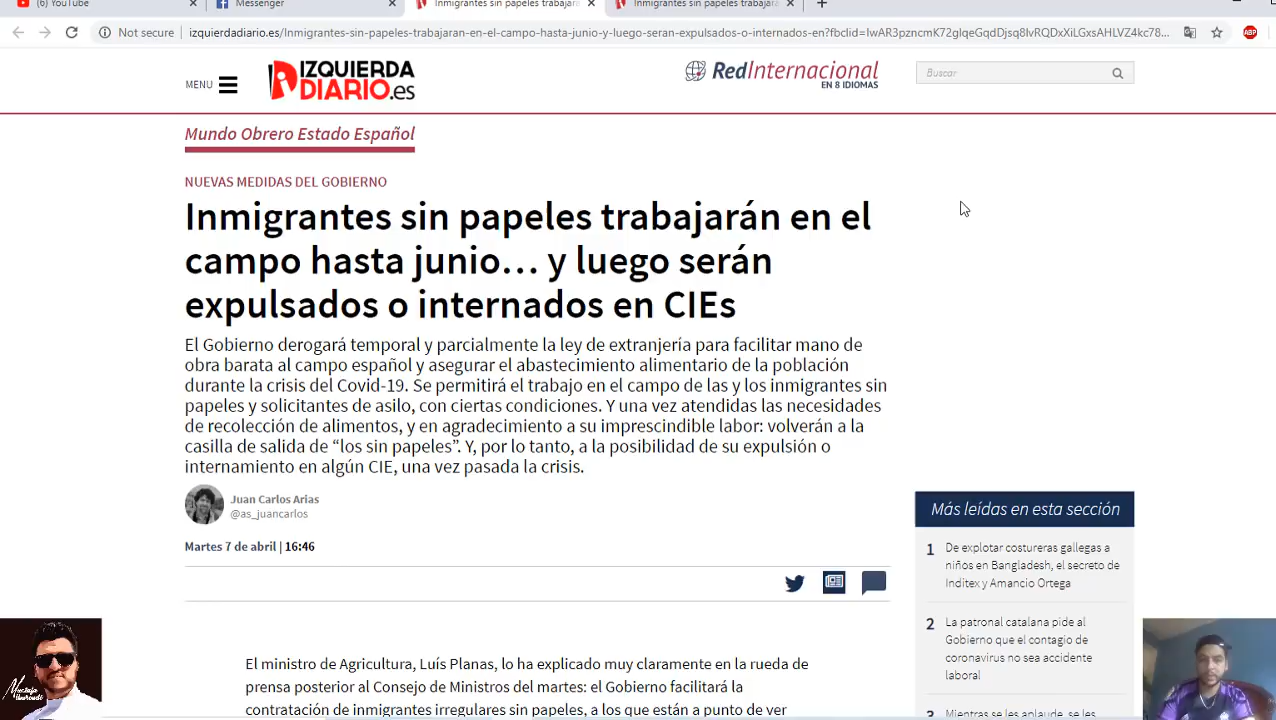 (6) YouTube
Messenger
Inmigrantes sin papeles trabajarán
Inmigrantes sin papeles trabajara
Not secure
izquierdadiario.es/Inmigrantes-sin-papeles-trabajaran-en-el-campo-hasta-junio-y-luego-seran-expulsados-o-internados-en?fbclid=
ABP
MENU
IZQUIERDA
DIARIO.es
RedInternacional
EN 8 IDIOMAS
Buscar
Mundo Obrero Estado Español
NUEVAS MEDIDAS DEL GOBIERNO
Inmigrantes sin papeles trabajarán en el
campo hasta junio… y luego serán
expulsados o internados en CIEs
El Gobierno derogará temporal y parcialmente la ley de extranjería para facilitar mano de
obra barata al campo español y asegurar el abastecimiento alimentario de la población
durante la crisis del Covid-19. Se permitirá el trabajo en el campo de las y los inmigrantes sin
papeles y solicitantes de asilo, con ciertas condiciones. Y una vez atendidas las necesidades
de recolección de alimentos, y en agradecimiento a su imprescindible labor: volverán a la
casilla de salida de “los sin papeles”. Y, por lo tanto, a la posibilidad de su expulsión o
internamiento en algún CIE, una vez pasada la crisis.
Juan Carlos Arias
@as_juancarlos
Martes 7 de abril | 16:46
Más leídas en esta sección
1 De explotar costureras gallegas a
niños en Bangladesh, el secreto de
Inditex y Amancio Ortega
2 La patronal catalana pide al
Gobierno que el contagio de
coronavirus no sea accidente
laboral
3 Mientras se les aplaude, se les
El ministro de Agricultura, Luís Planas, lo ha explicado muy claramente en la rueda de
prensa posterior al Consejo de Ministros del martes: el Gobierno facilitará la
contratación de inmigrantes irregulares sin papeles, a los que están a punto de ver